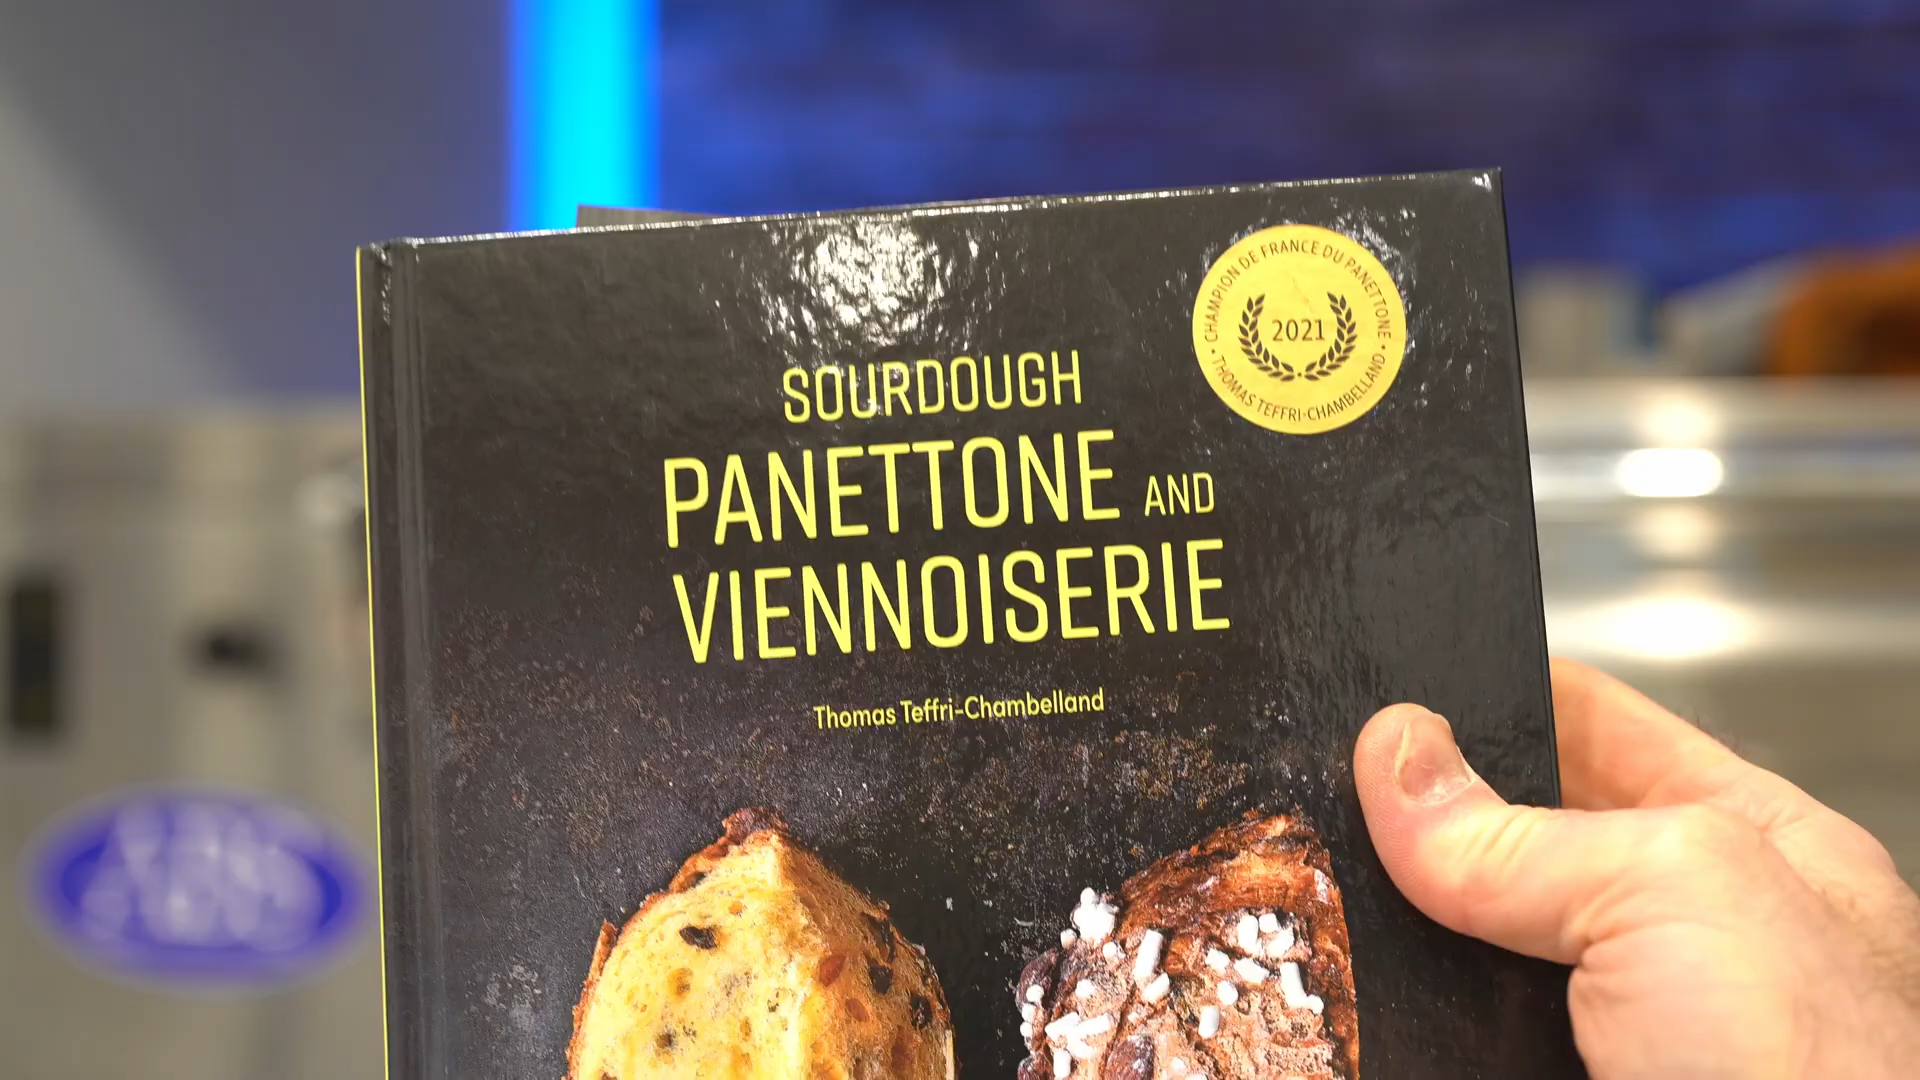 CHAMPION DE FRANCE DU PANETTONE
2021
• THOMAS TEFFRI-CHAMBELLAND •
SOURDOUGH
PANETTONE AND
VIENNOISERIE
Thomas Teffri-Chambelland